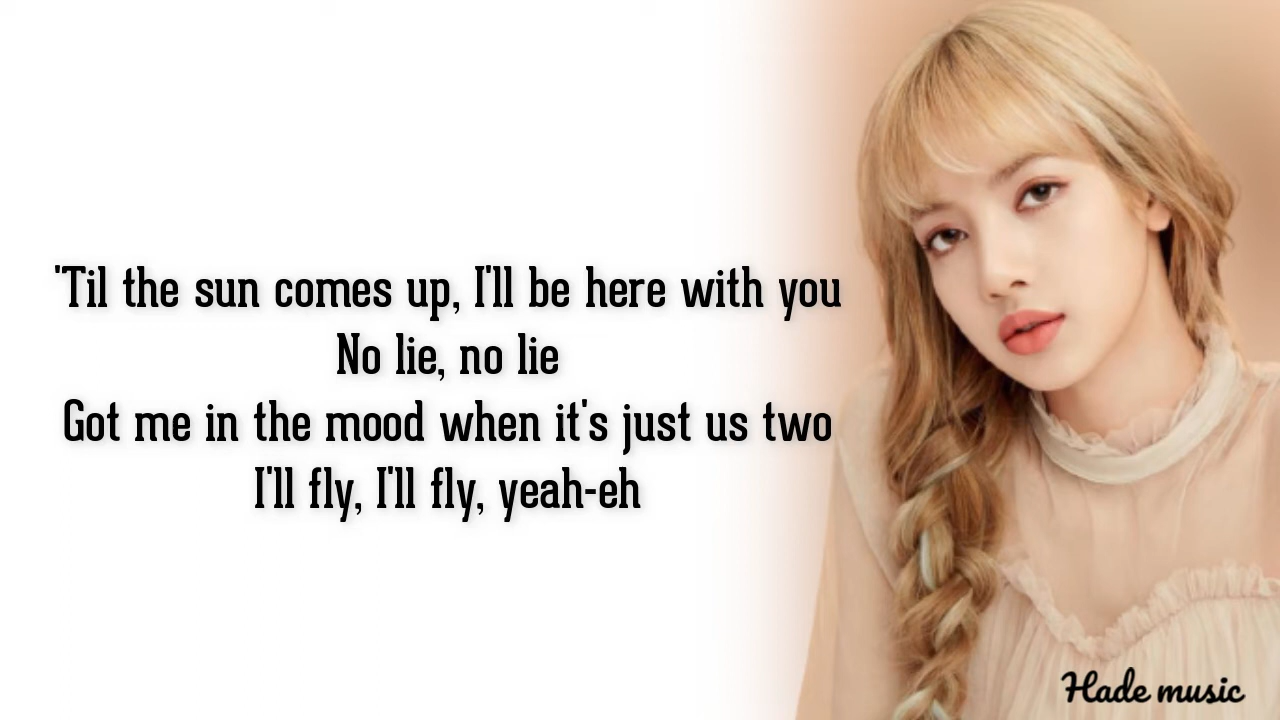 'Til the sun comes up, I'll be here with you
No lie, no lie
Got me in the mood when it's just us two
I'll fly, I'll fly, yeah-eh
Hade music